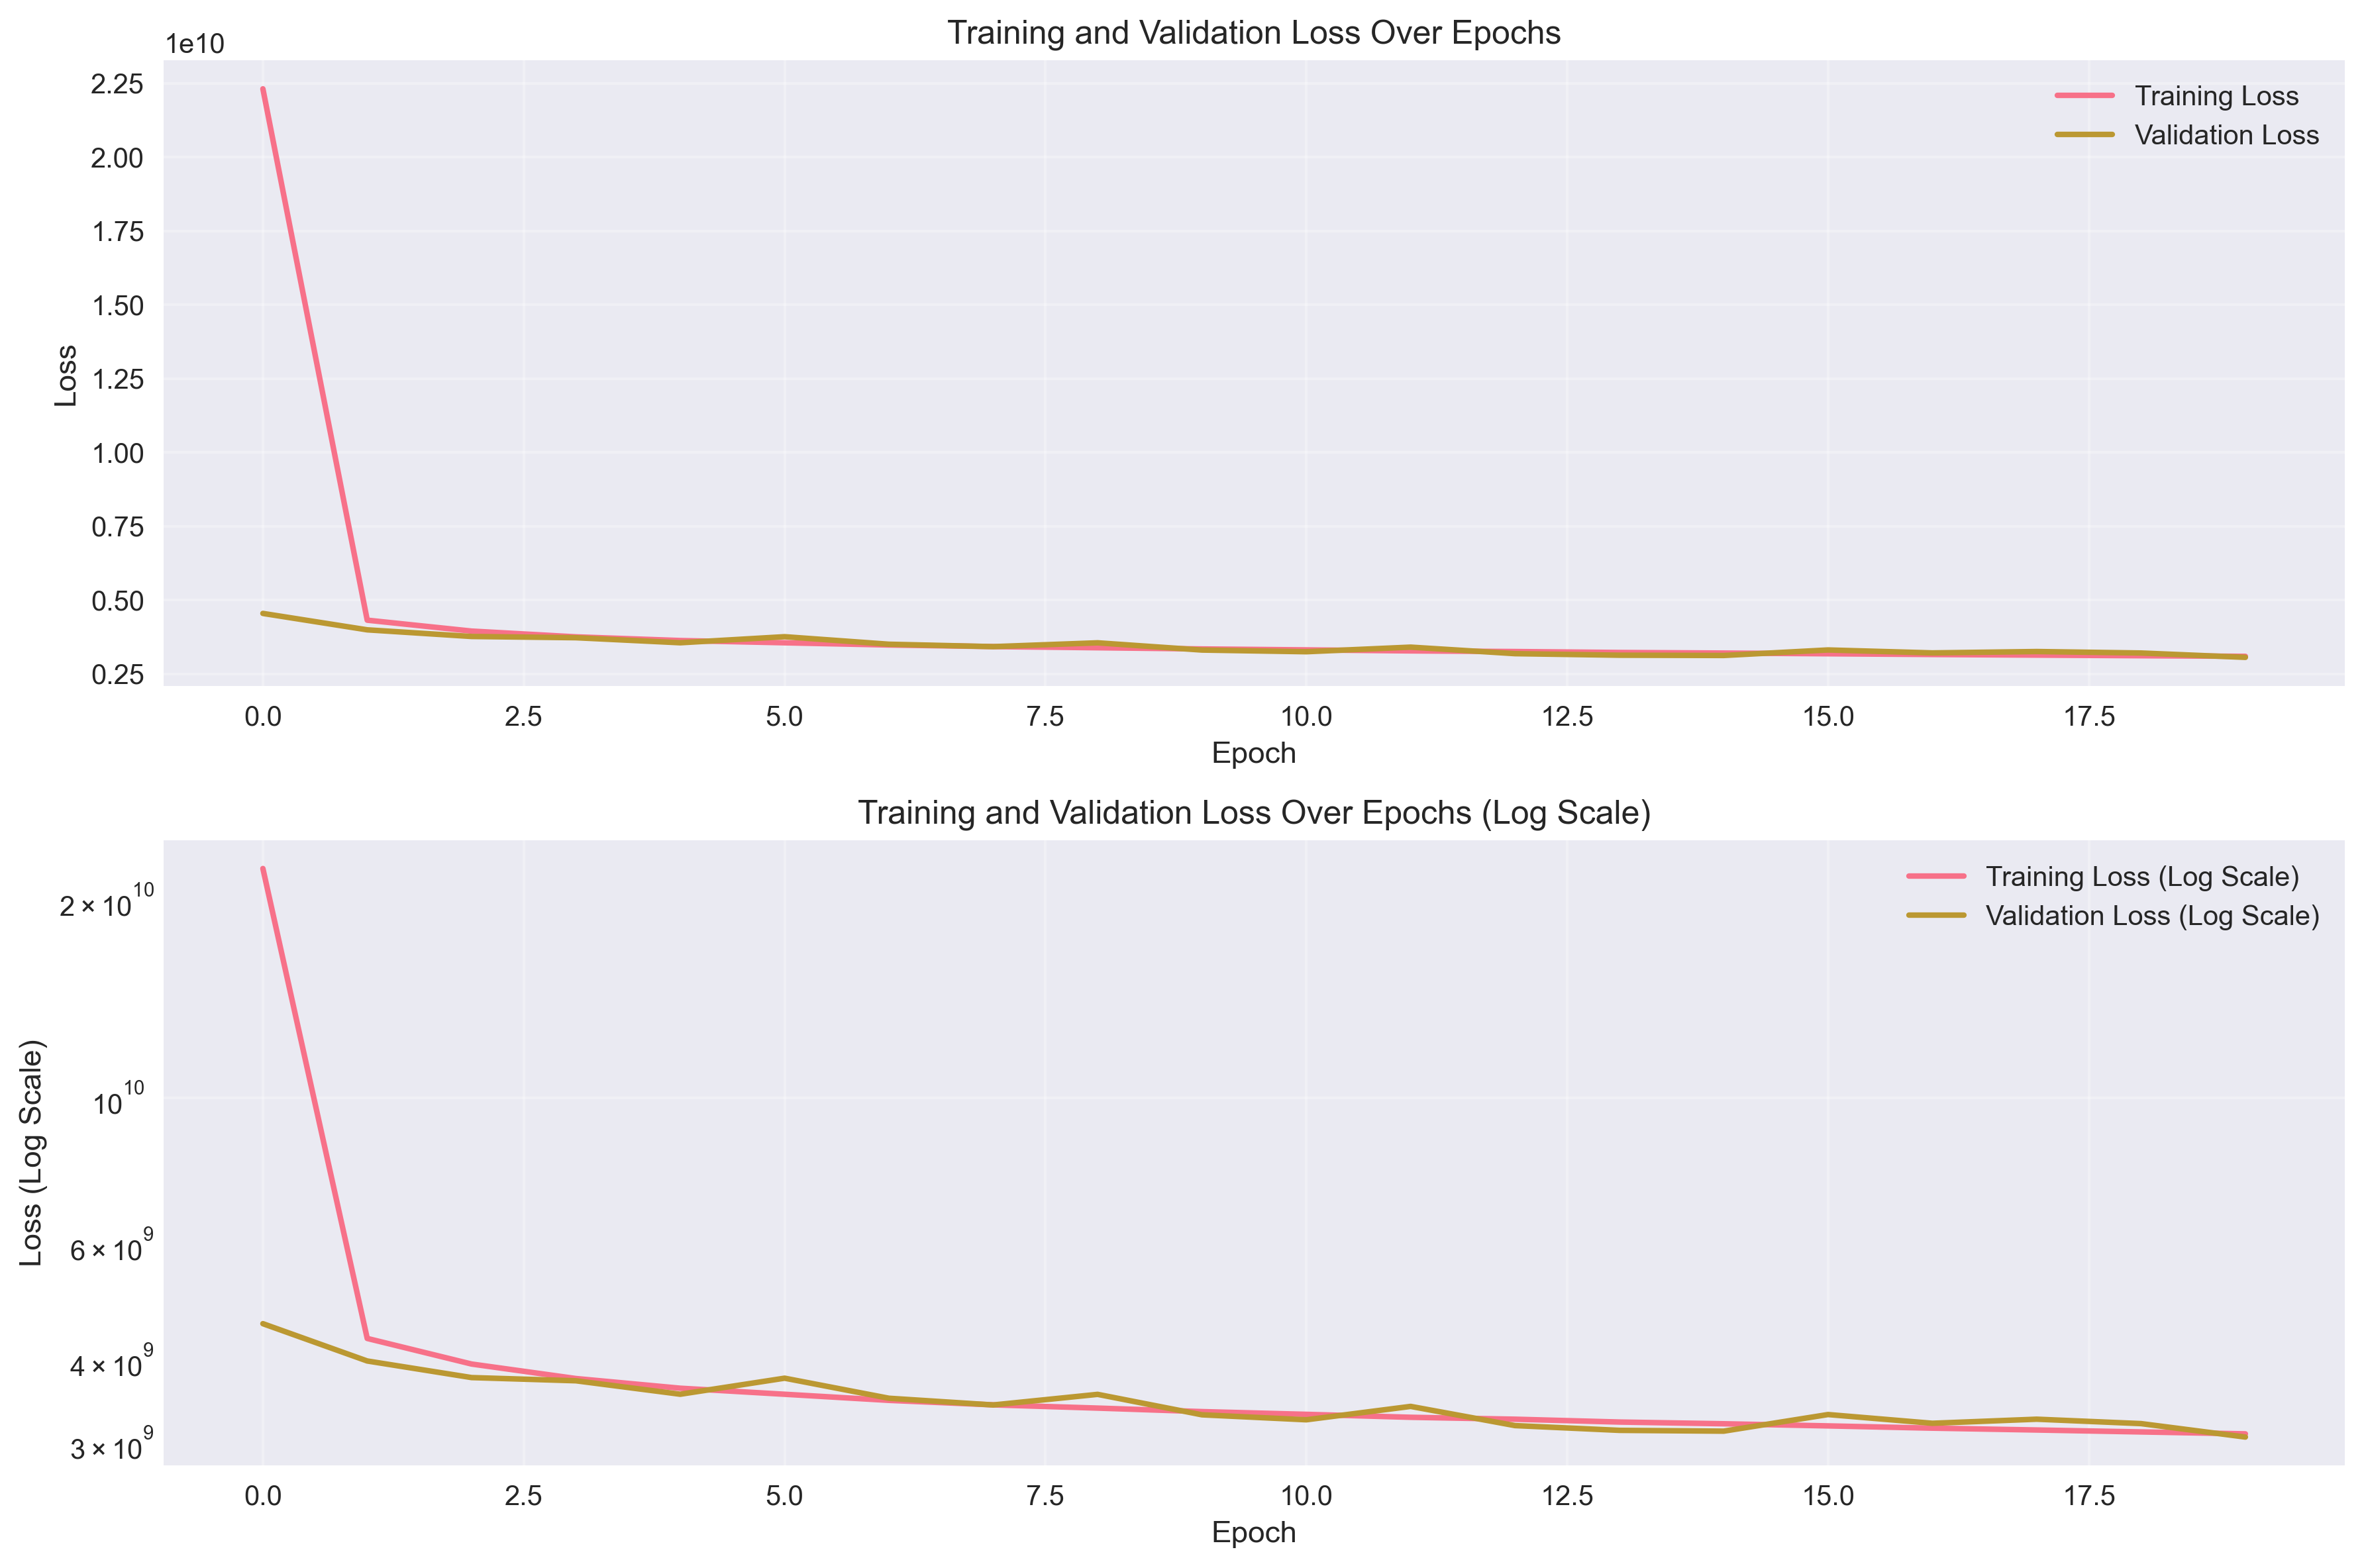 Training and Validation Loss Over Epochs
1e10
2.25
2.00
1.75
1.50
1.25
1.00
0.75
0.50
0.25
Loss
Training Loss
Validation Loss
0.0 2.5 5.0 7.5 10.0 12.5 15.0 17.5
Epoch
Training and Validation Loss Over Epochs (Log Scale)
2 × 10^10
10^10
6 × 10^9
4 × 10^9
3 × 10^9
Loss (Log Scale)
Training Loss (Log Scale)
Validation Loss (Log Scale)
0.0 2.5 5.0 7.5 10.0 12.5 15.0 17.5
Epoch